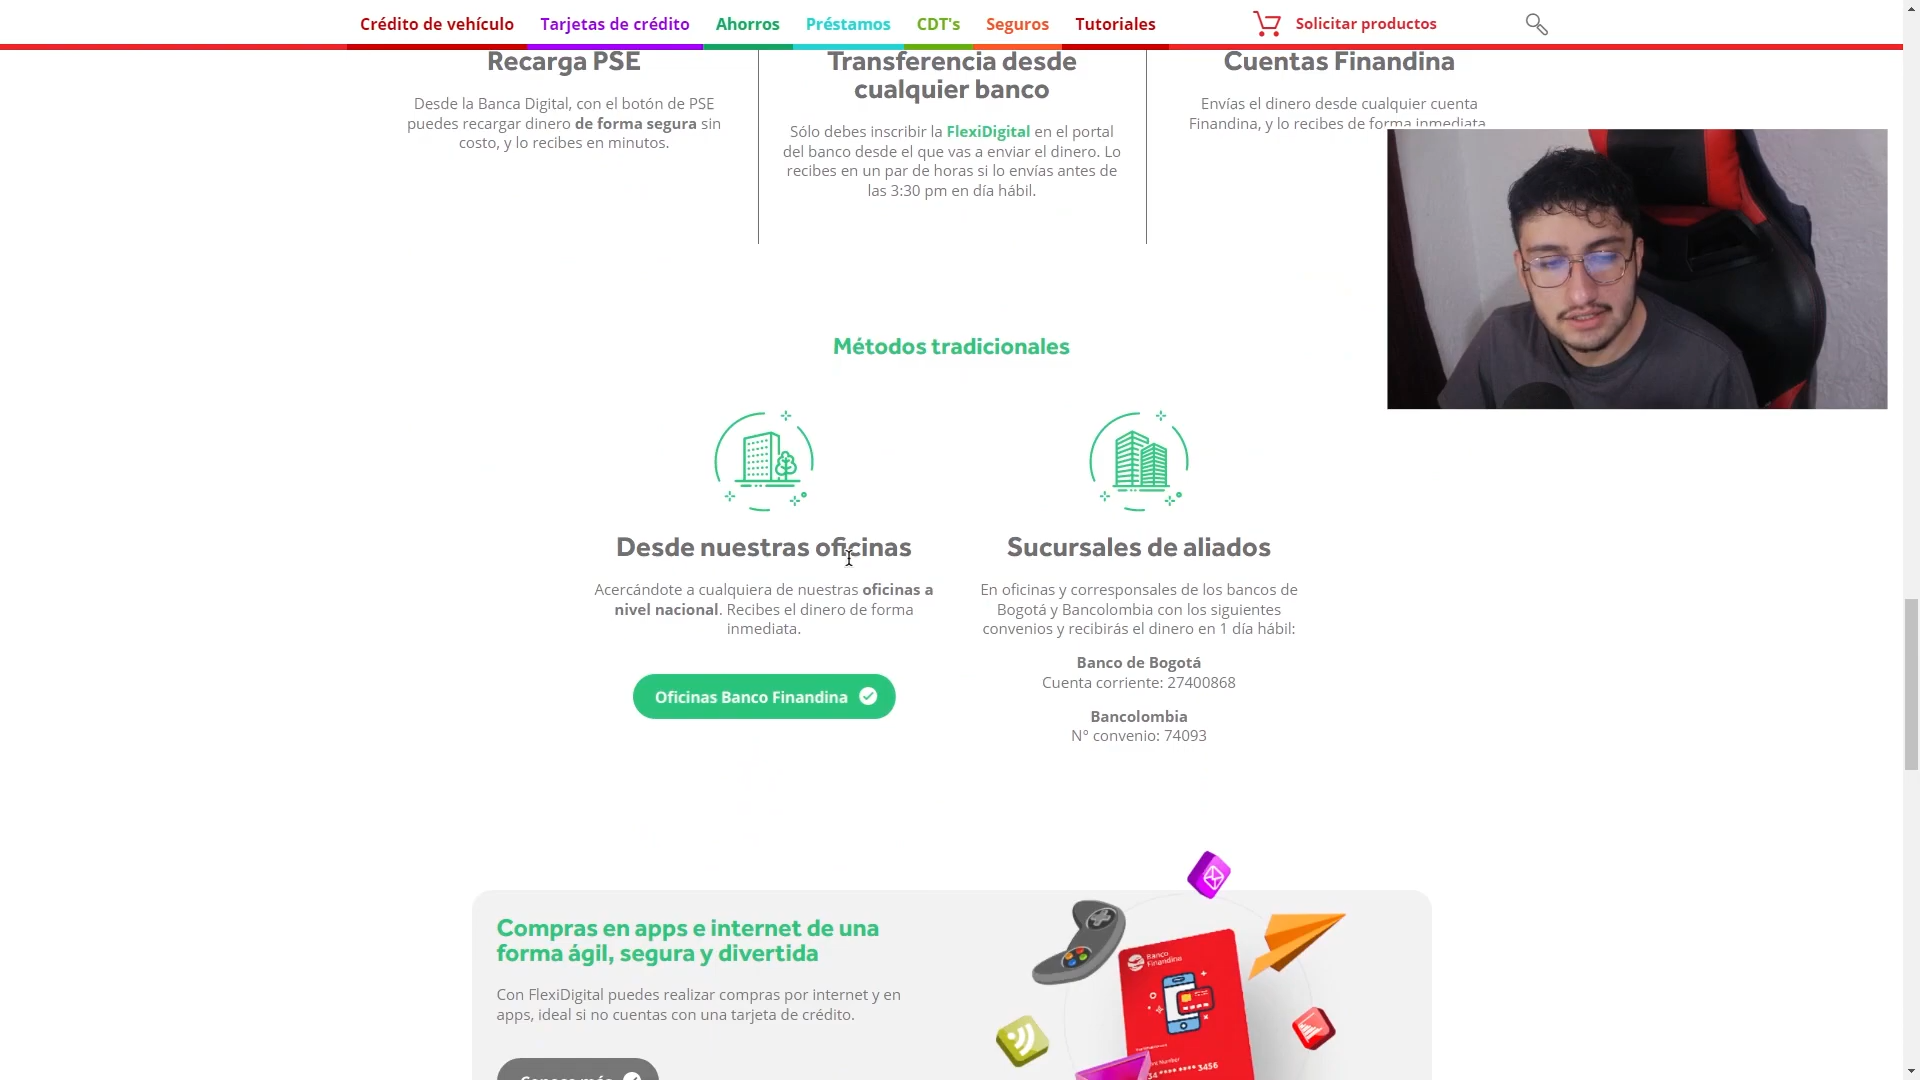 Crédito de vehículo
Tarjetas de crédito
Ahorros
Préstamos
CDT's
Seguros
Tutoriales
Solicitar productos
Recarga PSE
Desde la Banca Digital, con el botón de PSE
puedes recargar dinero de forma segura sin
costo, y lo recibes en minutos.
Transferencia desde
cualquier banco
Sólo debes inscribir la FlexiDigital en el portal
del banco desde el que vas a enviar el dinero. Lo
recibes en un par de horas si lo envías antes de
las 3:30 pm en día hábil.
Cuentas Finandina
Envías el dinero desde cualquier cuenta
Finandina, y lo recibes de forma inmediata
Métodos tradicionales
Desde nuestras oficinas
Acercándote a cualquiera de nuestras oficinas a
nivel nacional. Recibes el dinero de forma
inmediata.
Oficinas Banco Finandina
Sucursales de aliados
En oficinas y corresponsales de los bancos de
Bogotá y Bancolombia con los siguientes
convenios y recibirás el dinero en 1 día hábil:
Banco de Bogotá
Cuenta corriente: 27400868
Bancolombia
N° convenio: 74093
Compras en apps e internet de una
forma ágil, segura y divertida
Con FlexiDigital puedes realizar compras por internet y en
apps, ideal si no cuentas con una tarjeta de crédito.
Conoce más
Banco
Finandina
34 **** **** 3456